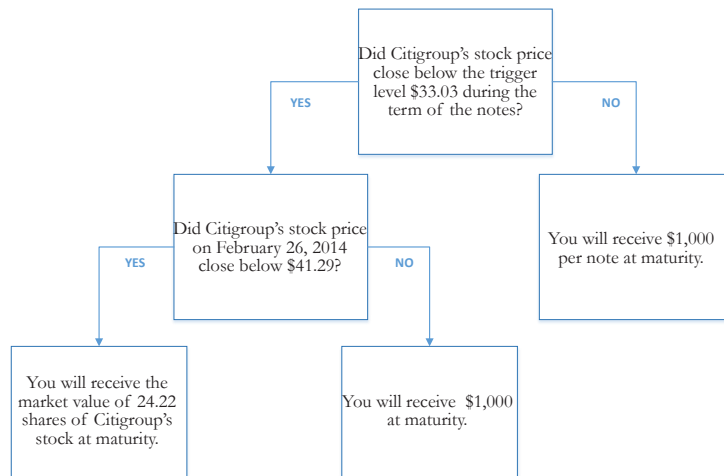 Did Citigroup's stock price
close below the trigger
level $33.03 during the
term of the notes?
YES
NO
Did Citigroup's stock price
on February 26, 2014
close below $41.29?
You will receive $1,000
per note at maturity.
YES
NO
You will receive the
market value of 24.22
shares of Citigroup's
stock at maturity.
You will receive $1,000
at maturity.